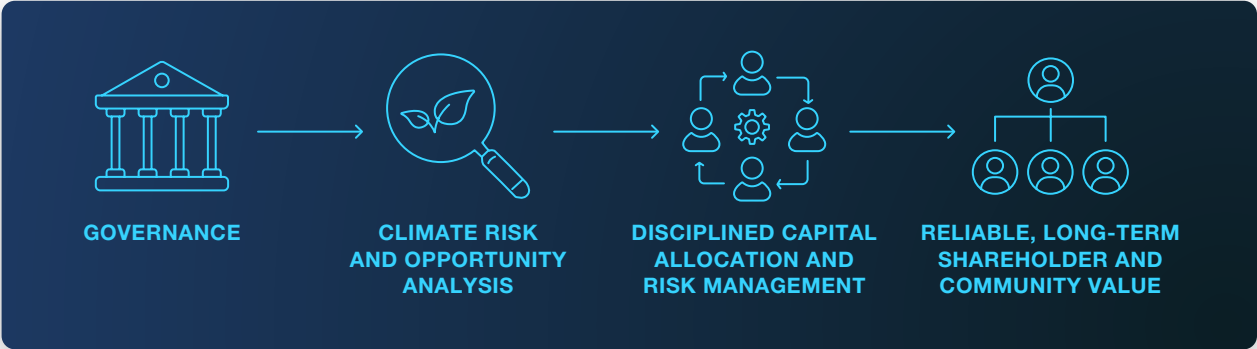 GOVERNANCE
CLIMATE RISK
AND OPPORTUNITY
ANALYSIS
DISCIPLINED CAPITAL
ALLOCATION AND
RISK MANAGEMENT
RELIABLE, LONG-TERM
SHAREHOLDER AND
COMMUNITY VALUE